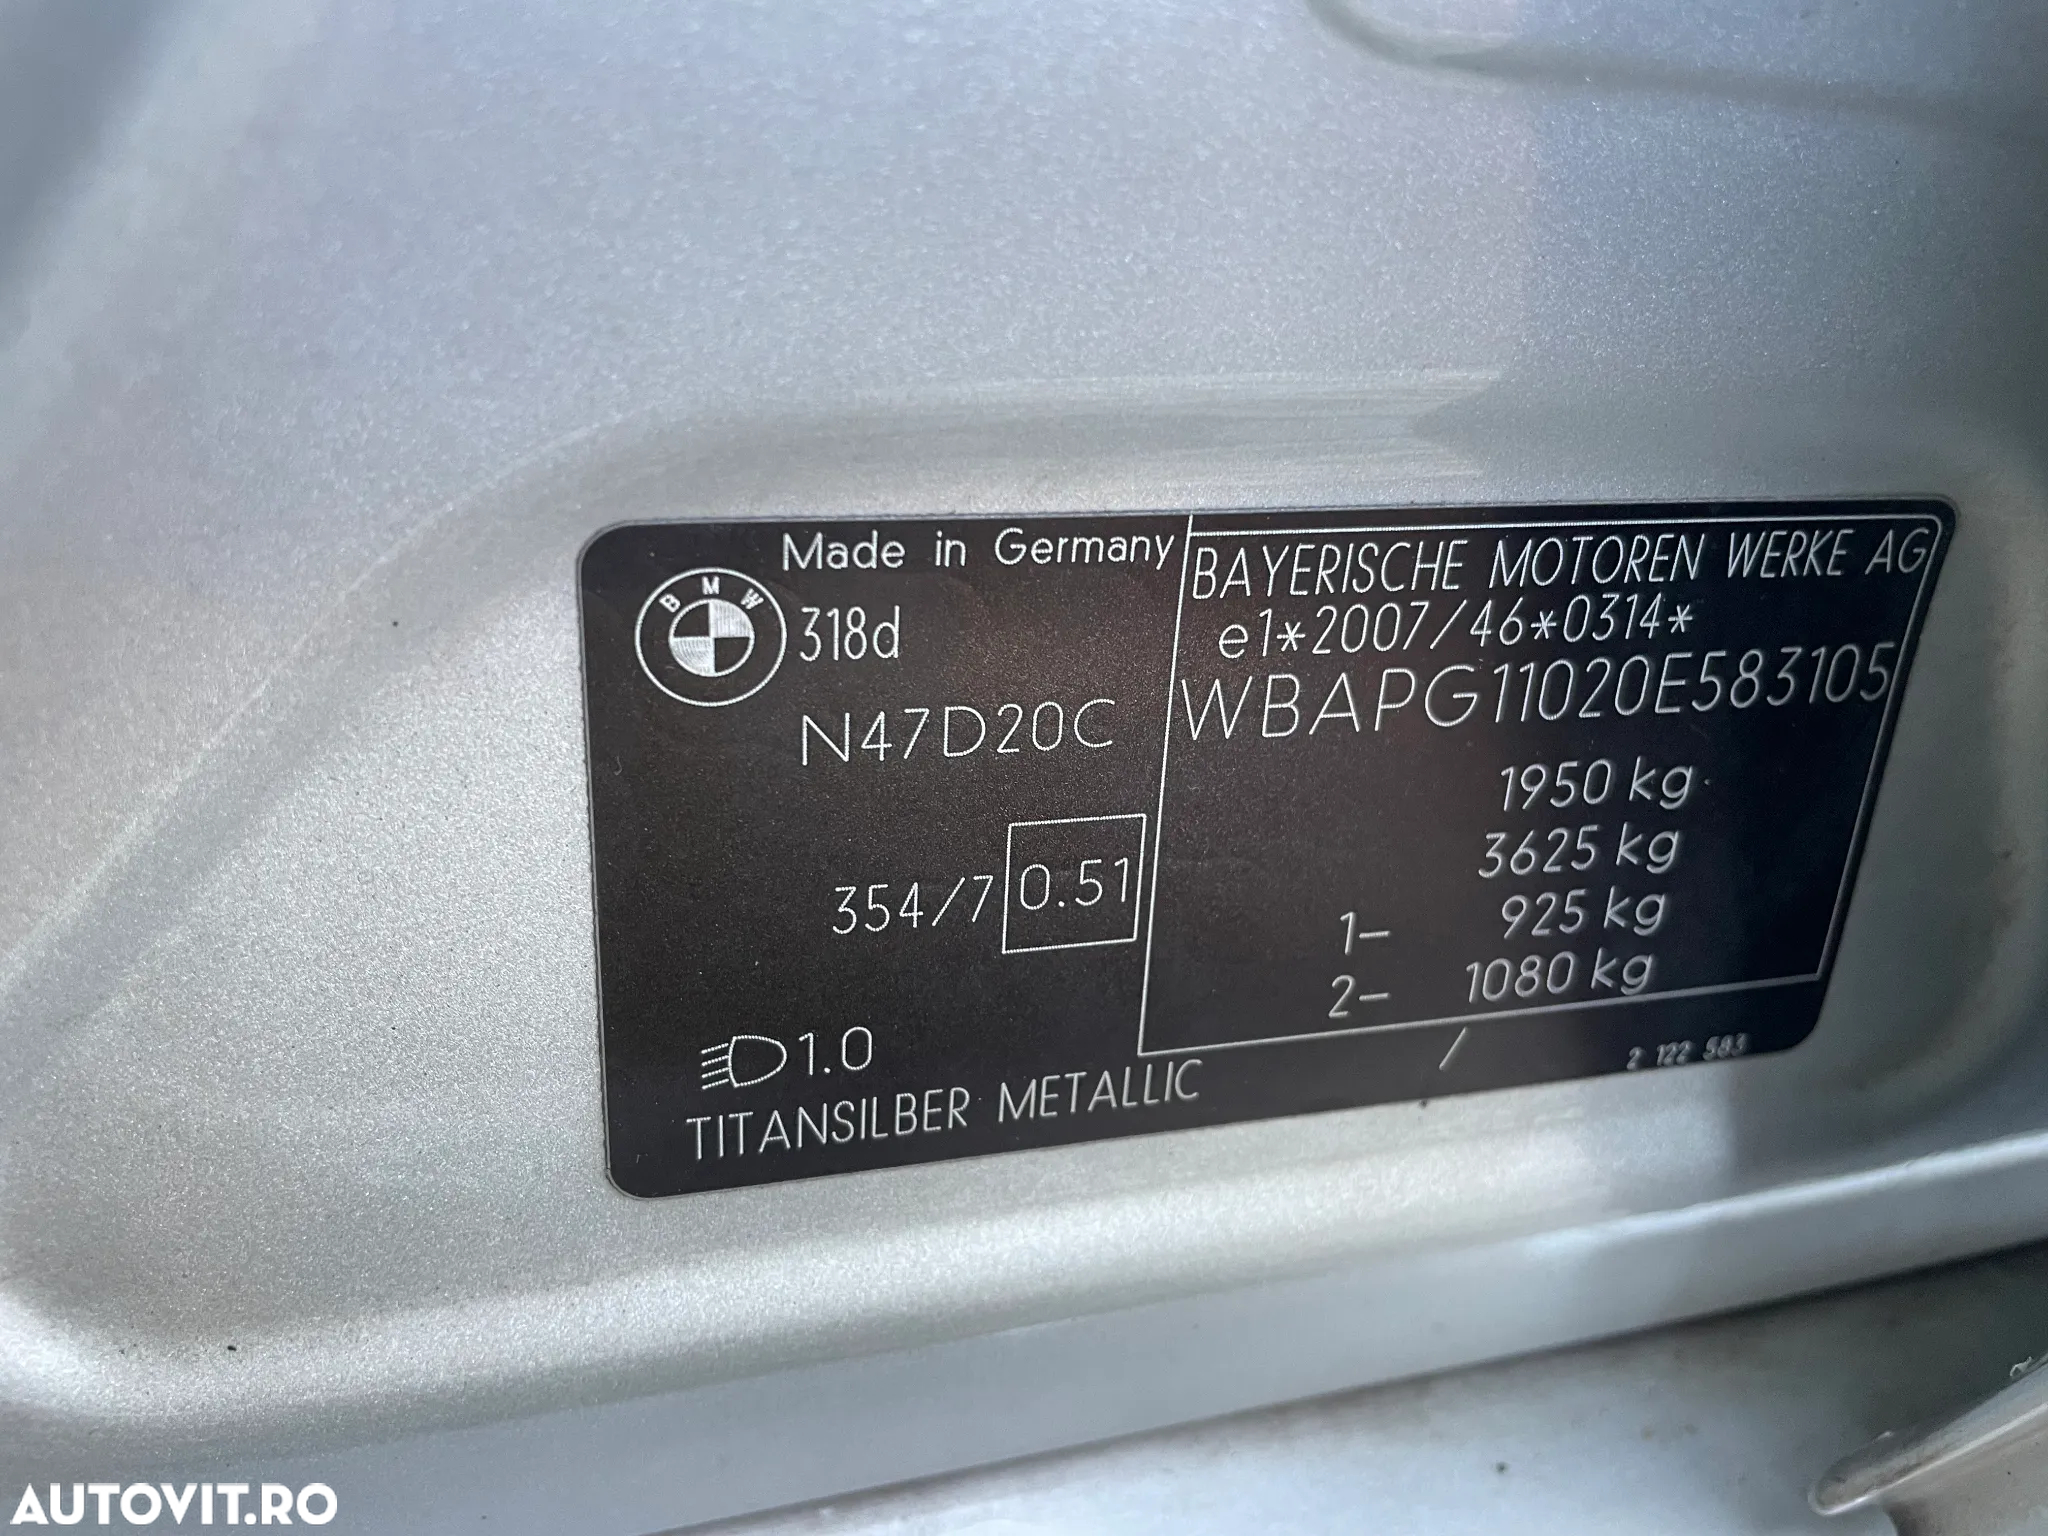 Made in Germany
BMW
318d
N47D20C
354/7 0.51
1.0
TITANSILBER METALLIC
BAYERISCHE MOTOREN WERKE AG
e1*2007/46*0314*
WBAPG11020E583105
1950 kg
3625 kg
1– 925 kg
2– 1080 kg
/
2 122 583
AUTOVIT.RO